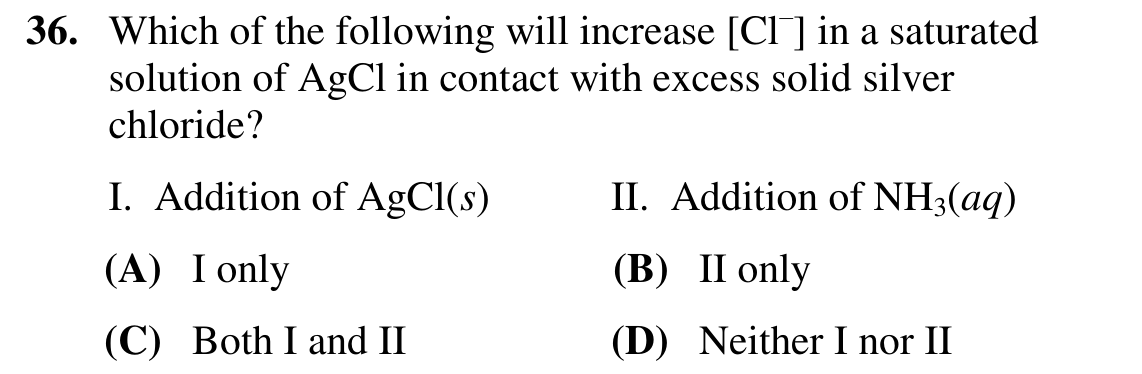 36. Which of the following will increase [Cl⁻] in a saturated
solution of AgCl in contact with excess solid silver
chloride?
I. Addition of AgCl(s) II. Addition of NH₃(aq)
(A) I only (B) II only
(C) Both I and II (D) Neither I nor II